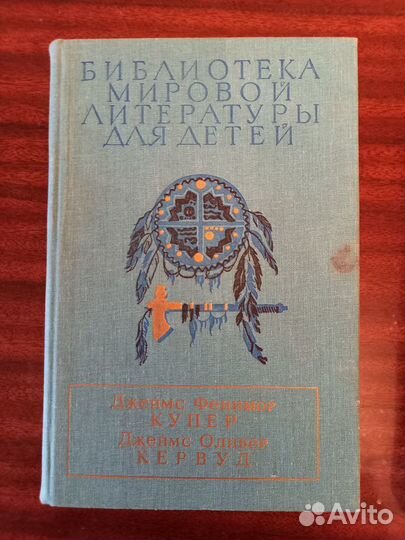 БИБЛИОТЕКА
МИРОВОЙ
ЛИТЕРАТУРЫ
ДЛЯ ДЕТЕЙ
Джеймс Фенимор
КУПЕР
Джеймс Оливер
КЕРВУД
Avito